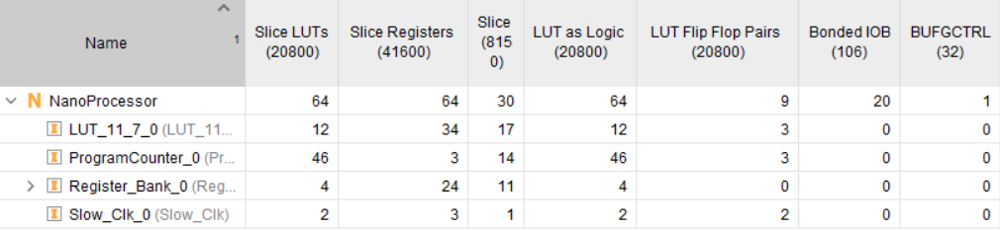 Name 1 Slice LUTs (20800) Slice Registers (41600) Slice (8150) LUT as Logic (20800) LUT Flip Flop Pairs (20800) Bonded IOB (106) BUFGCTRL (32)
N NanoProcessor 64 64 30 64 9 20 1
I LUT_11_7_0 (LUT_11... 12 34 17 12 3 0 0
I ProgramCounter_0 (Pr... 46 3 14 46 3 0 0
I Register_Bank_0 (Reg... 4 24 11 4 0 0 0
I Slow_Clk_0 (Slow_Clk) 2 3 1 2 2 0 0